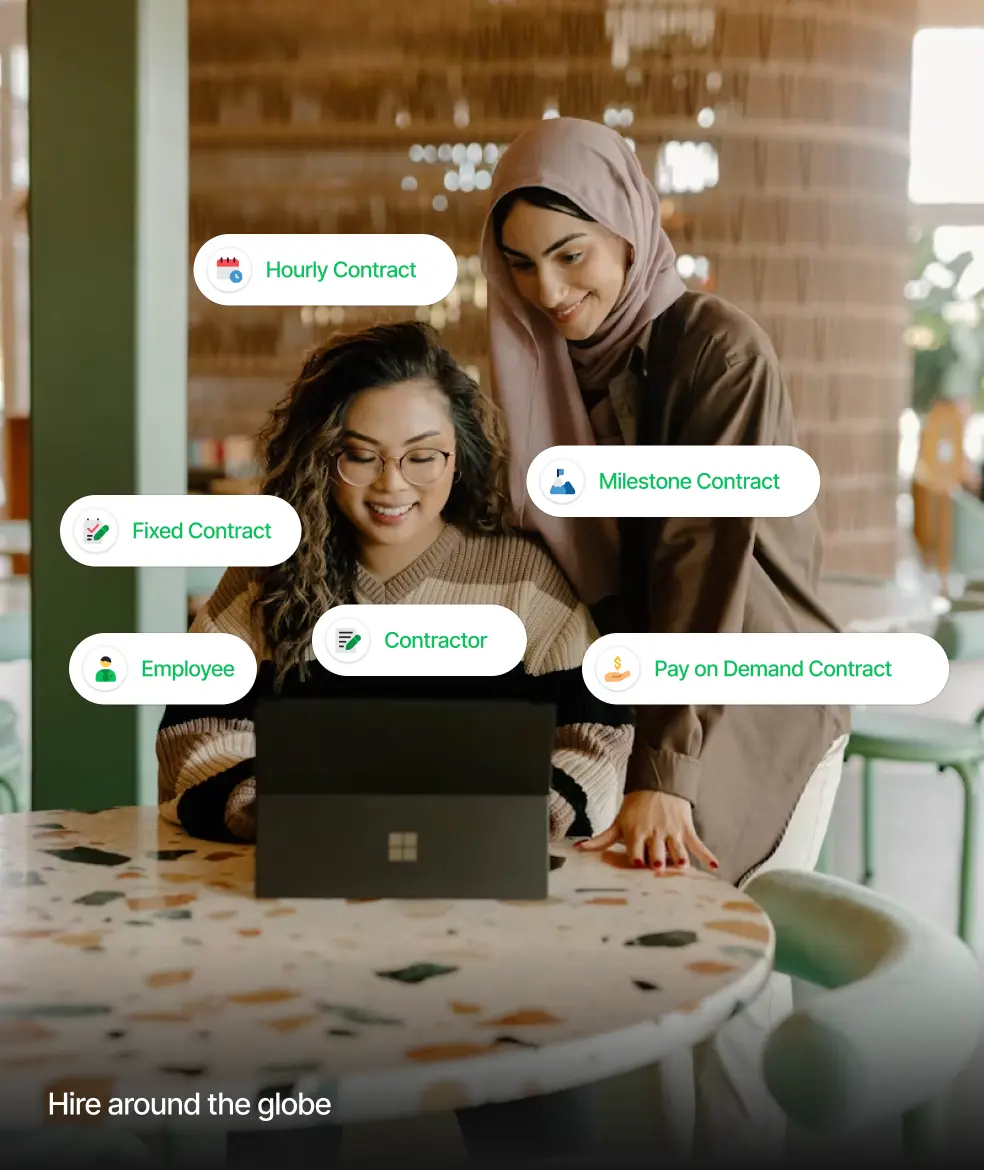 Hourly Contract
Milestone Contract
Fixed Contract
Contractor
Employee
Pay on Demand Contract
Hire around the globe